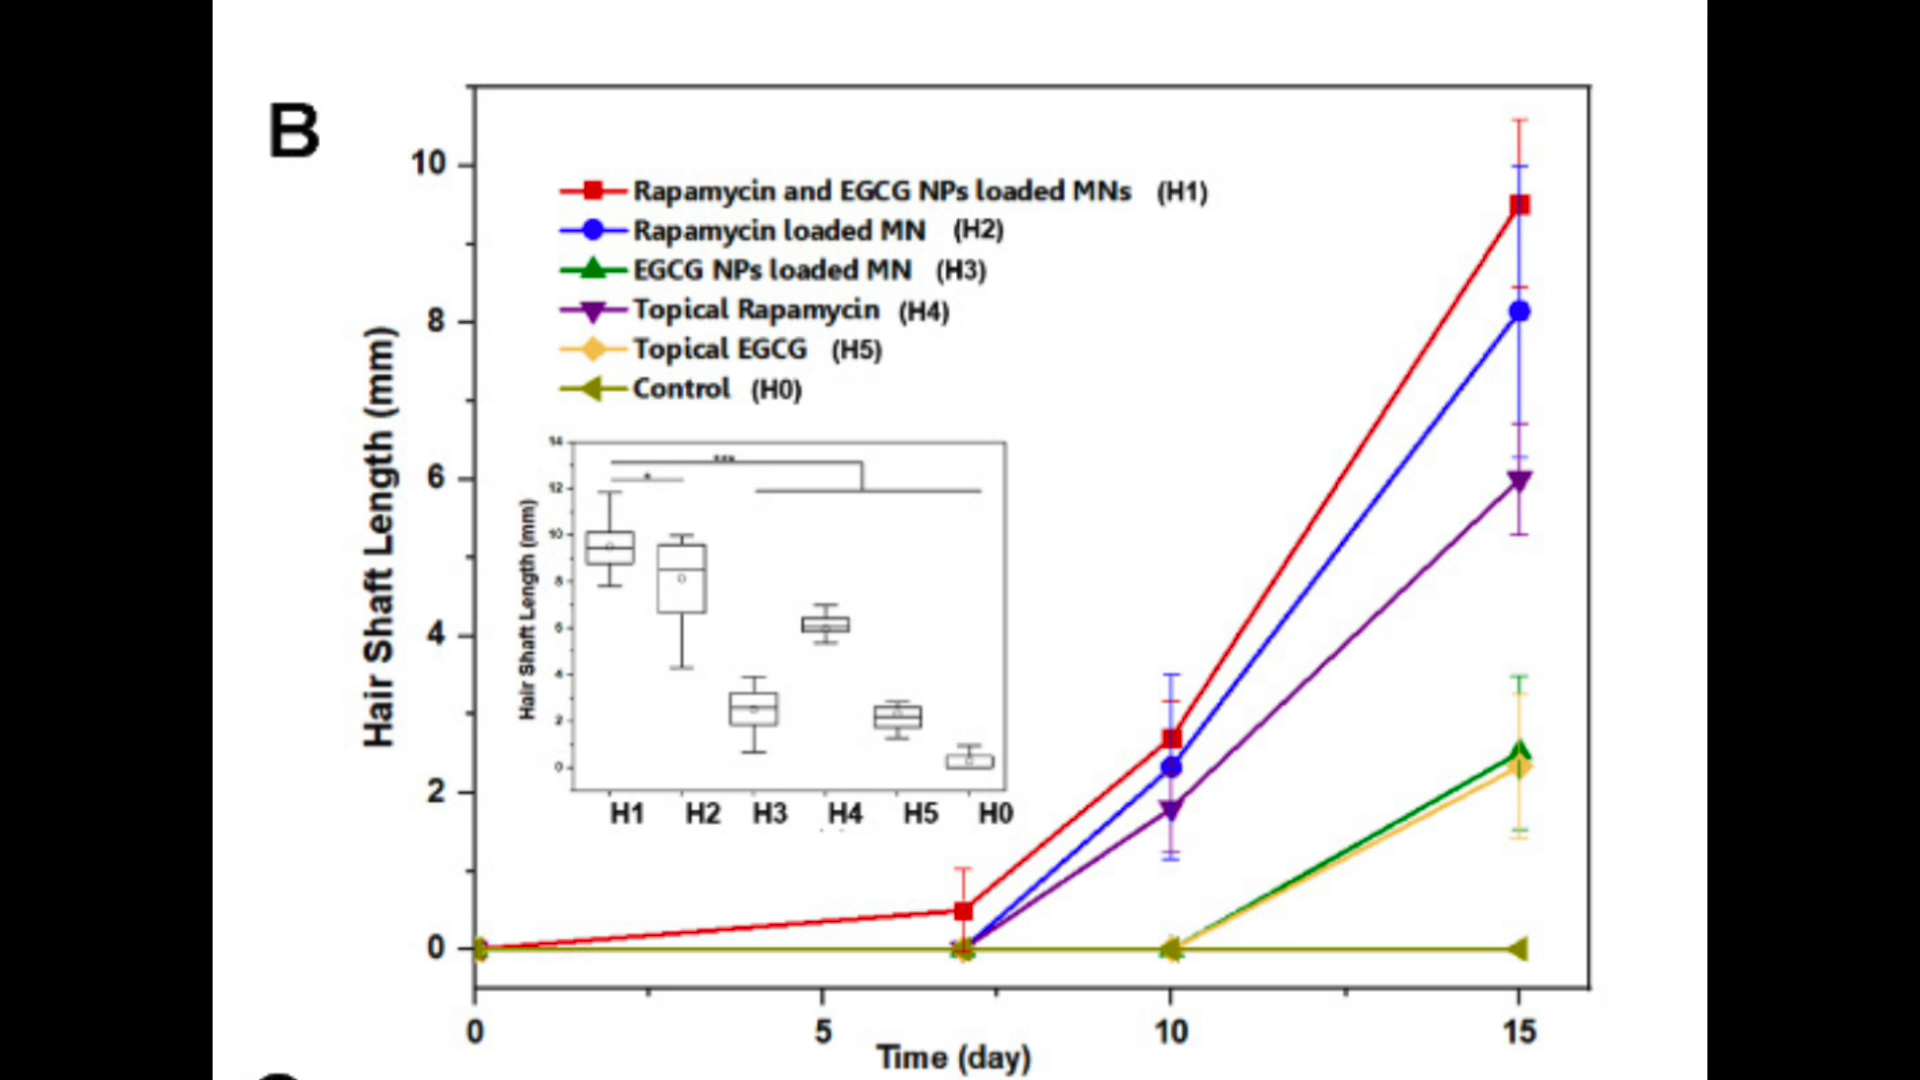 B
Hair Shaft Length (mm)
10
8
6
4
2
0
Rapamycin and EGCG NPs loaded MNs (H1)
Rapamycin loaded MN (H2)
EGCG NPs loaded MN (H3)
Topical Rapamycin (H4)
Topical EGCG (H5)
Control (H0)
Hair Shaft Length (mm)
14
12
10
8
6
4
2
0
***
*
H1 H2 H3 H4 H5 H0
0 5 10 15
Time (day)